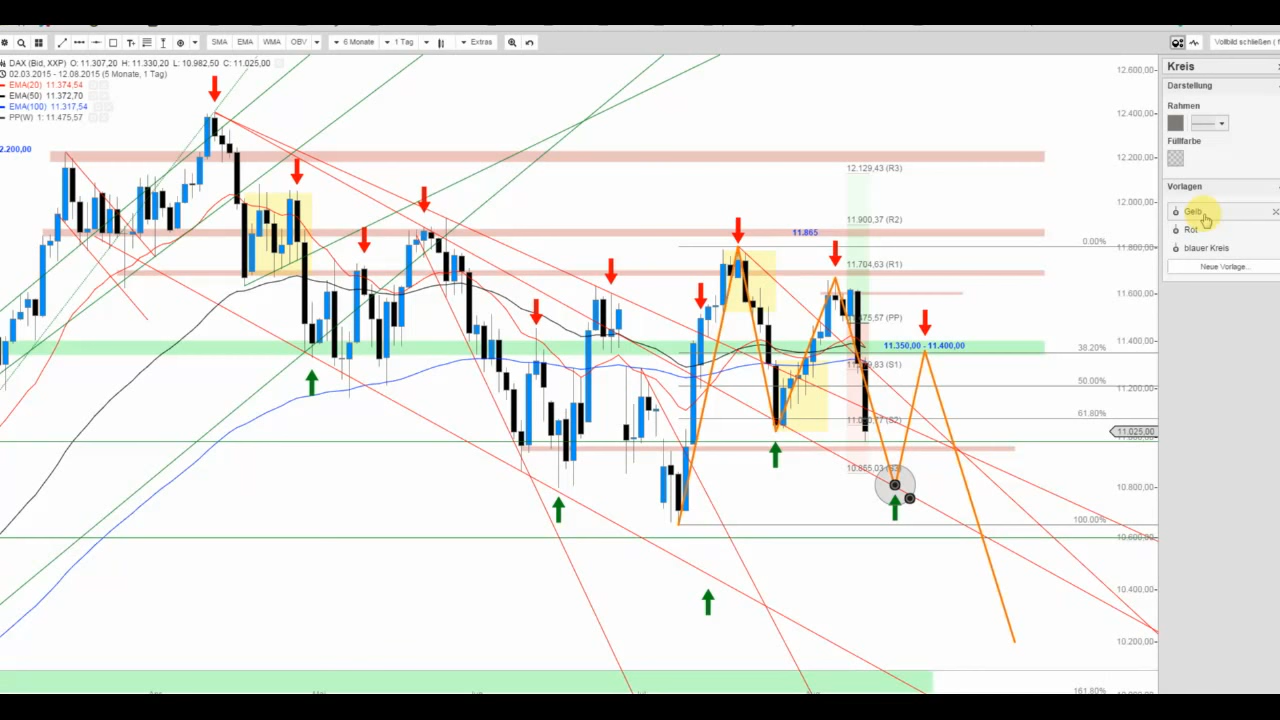 SMA EMA WMA OBV 6 Monate 1 Tag Extras
Vollbild schließen (
DAX (Bid, XXP) O: 11.307,20 H: 11.330,20 L: 10.982,50 C: 11.025,00
02.03.2015 - 12.08.2015 (5 Monate, 1 Tag)
EMA(20) 11.374,54
EMA(50) 11.372,70
EMA(100) 11.317,54
PP(W) 1: 11.475,57
2.200,00
12.129,43 (R3)
11.900,37 (R2)
11.865
11.704,63 (R1)
(PP)
11.350,00 - 11.400,00
(S1)
(S2)
0.00%
38.20%
50.00%
61.80%
100.00%
161.80%
12.600,00
12.400,00
12.200,00
12.000,00
11.800,00
11.600,00
11.400,00
11.200,00
11.025,00
10.800,00
10.600,00
10.400,00
10.200,00
Kreis
Darstellung
Rahmen
Füllfarbe
Vorlagen
Gelb
Rot
blauer Kreis
Neue Vorlage...